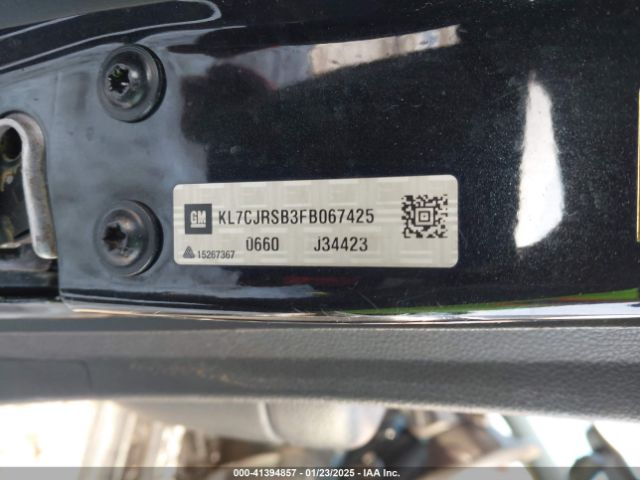 GM KL7CJRSB3FB067425
15267367 0660 J34423
000-41394857 - 01/23/2025 - IAA Inc.